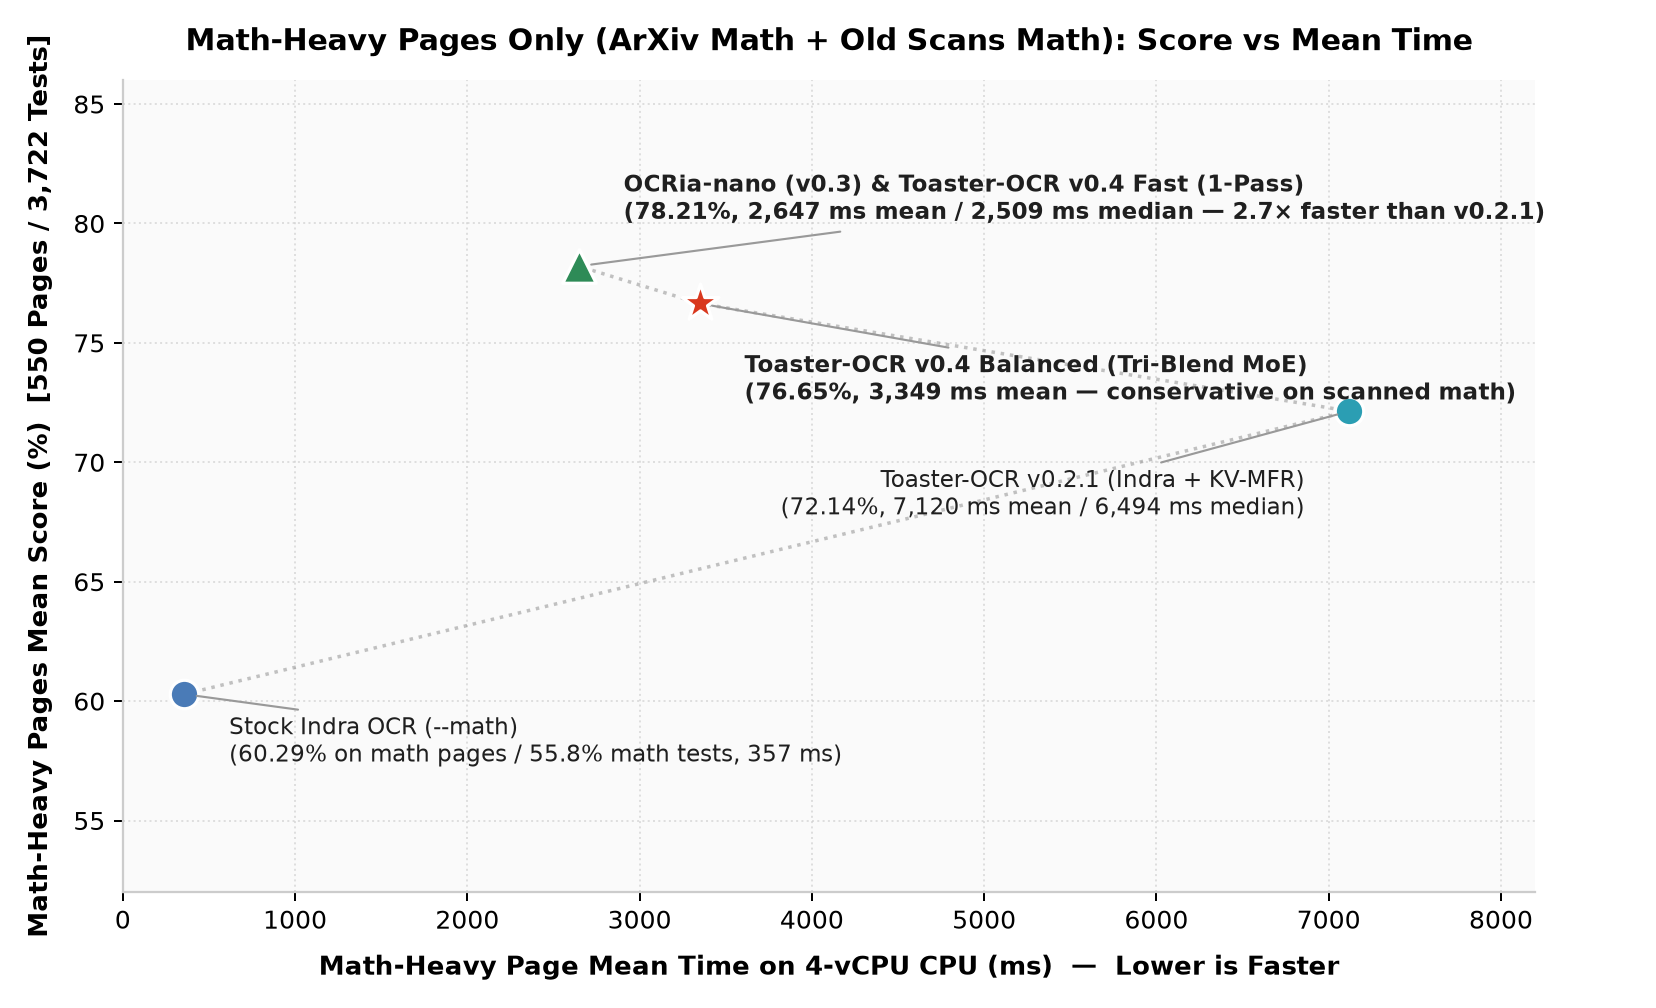 Math-Heavy Pages Only (ArXiv Math + Old Scans Math): Score vs Mean Time
Math-Heavy Pages Mean Score (%)  [550 Pages / 3,722 Tests]
85
80
75
70
65
60
55
OCRia-nano (v0.3) & Toaster-OCR v0.4 Fast (1-Pass)
(78.21%, 2,647 ms mean / 2,509 ms median — 2.7× faster than v0.2.1)
Toaster-OCR v0.4 Balanced (Tri-Blend MoE)
(76.65%, 3,349 ms mean — conservative on scanned math)
Toaster-OCR v0.2.1 (Indra + KV-MFR)
(72.14%, 7,120 ms mean / 6,494 ms median)
Stock Indra OCR (--math)
(60.29% on math pages / 55.8% math tests, 357 ms)
0 1000 2000 3000 4000 5000 6000 7000 8000
Math-Heavy Page Mean Time on 4-vCPU CPU (ms)  —  Lower is Faster